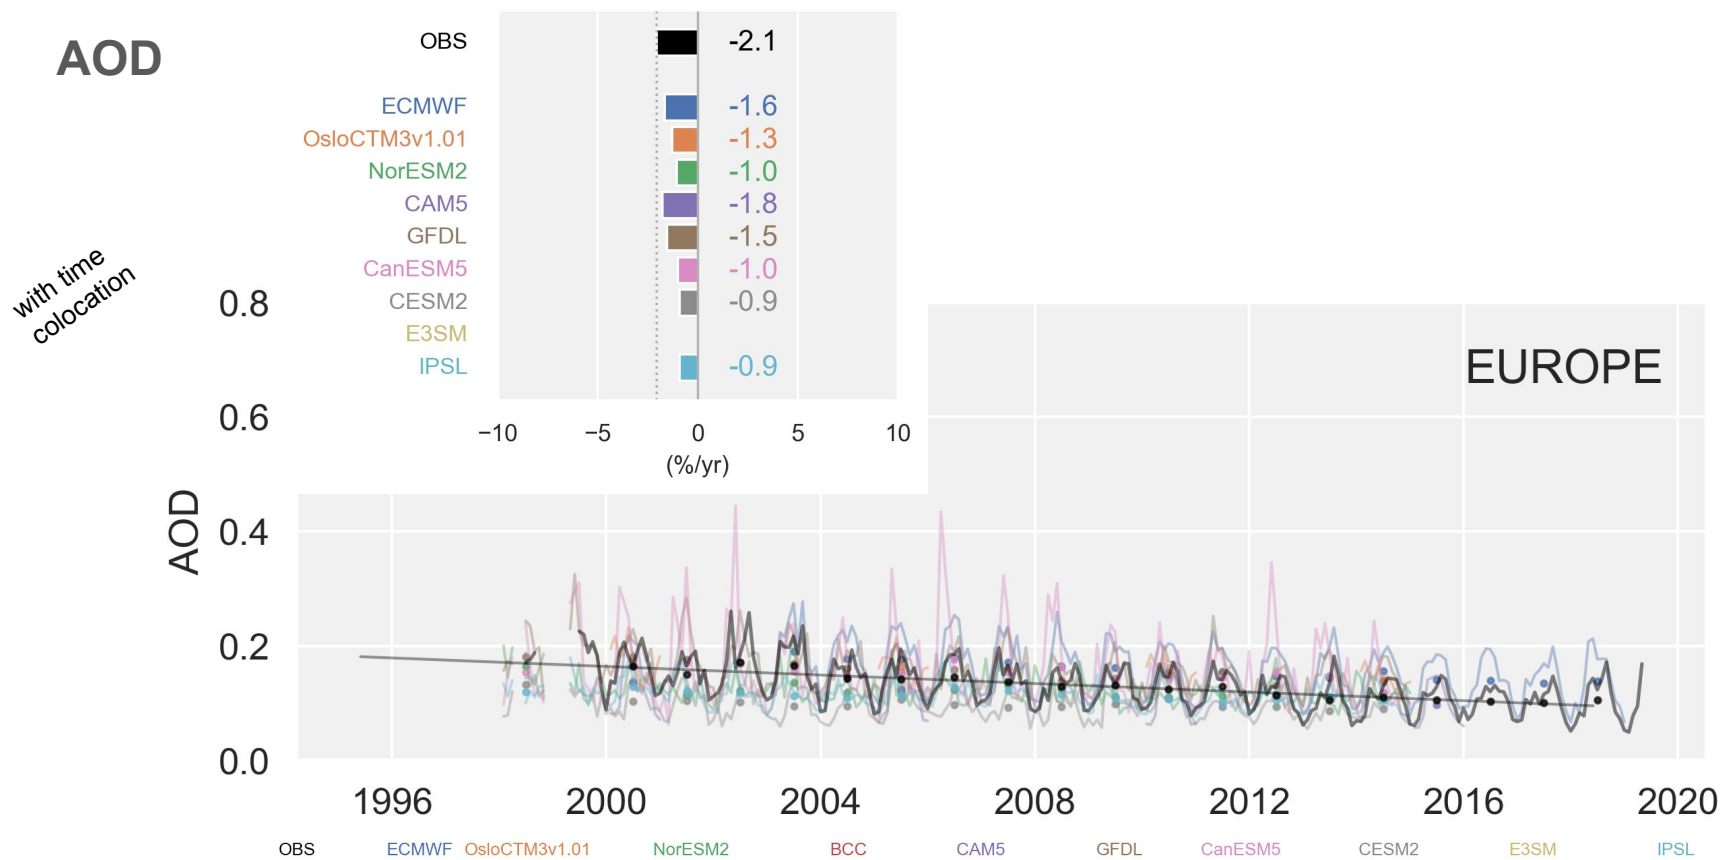 AOD
OBS -2.1
ECMWF -1.6
OsloCTM3v1.01 -1.3
NorESM2 -1.0
CAM5 -1.8
GFDL -1.5
CanESM5 -1.0
CESM2 -0.9
E3SM
IPSL -0.9
−10 −5 0 5 10
(%/yr)
with time
colocation
EUROPE
AOD
0.8
0.6
0.4
0.2
0.0
1996 2000 2004 2008 2012 2016 2020
OBS ECMWF OsloCTM3v1.01 NorESM2 BCC CAM5 GFDL CanESM5 CESM2 E3SM IPSL